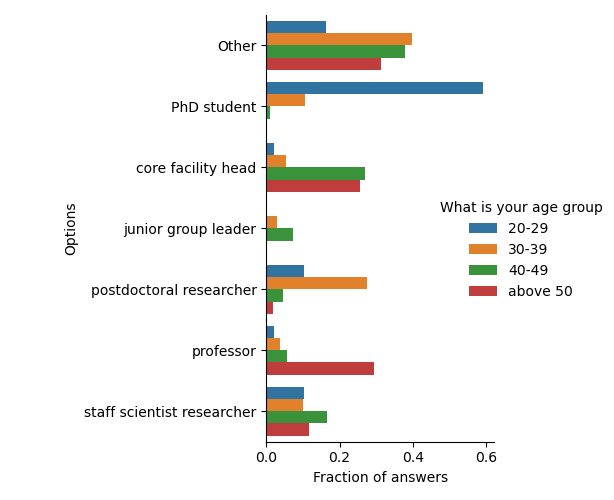 Other
PhD student
core facility head
junior group leader
postdoctoral researcher
professor
staff scientist researcher
Options
0.0 0.2 0.4 0.6
Fraction of answers
What is your age group
20-29
30-39
40-49
above 50